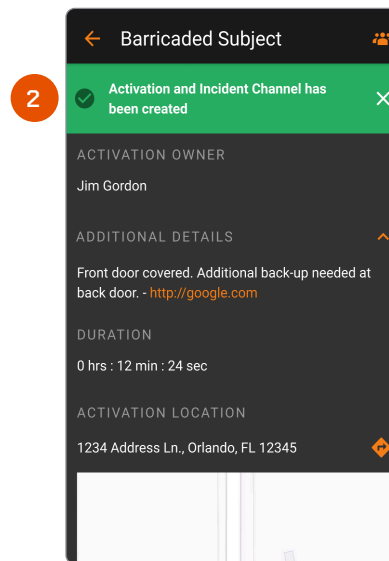 Barricaded Subject
2
Activation and Incident Channel has
been created
ACTIVATION OWNER
Jim Gordon
ADDITIONAL DETAILS
Front door covered. Additional back-up needed at
back door. - http://google.com
DURATION
0 hrs : 12 min : 24 sec
ACTIVATION LOCATION
1234 Address Ln., Orlando, FL 12345